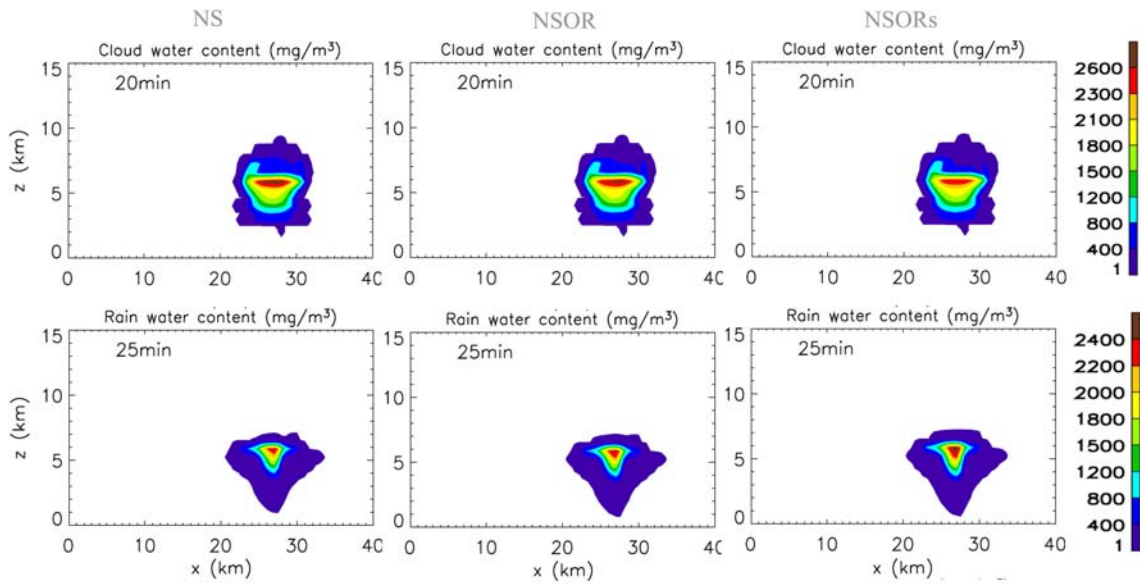 NS NSOR NSORs
Cloud water content (mg/m³) Cloud water content (mg/m³) Cloud water content (mg/m³)
15 15 15 2600
20min 20min 20min 2300
10 10 10 2100
z (km) 1800
5 5 5 1500
1200
800
0 0 0 400
1
0 10 20 30 40 0 10 20 30 40 0 10 20 30 40
Rain water content (mg/m³) Rain water content (mg/m³) Rain water content (mg/m³)
15 15 15 2400
25min 25min 25min 2200
10 10 10 2000
z (km) 1800
5 5 5 1500
1200
800
0 0 0 400
1
0 10 20 30 40 0 10 20 30 40 0 10 20 30 40
x (km) x (km) x (km)